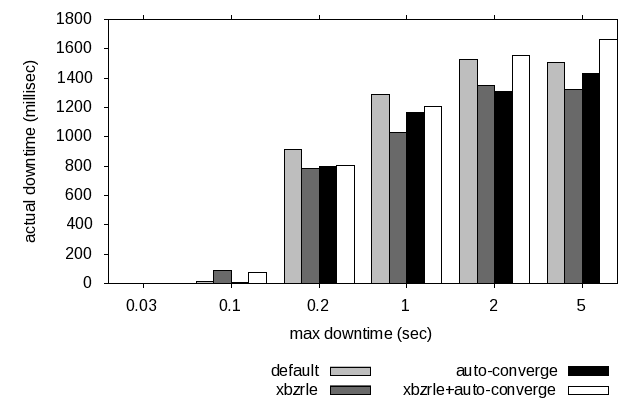 1800
1600
1400
1200
1000
800
600
400
200
0
actual downtime (millisec)
0.03 0.1 0.2 1 2 5
max downtime (sec)
default auto-converge
xbzrle xbzrle+auto-converge